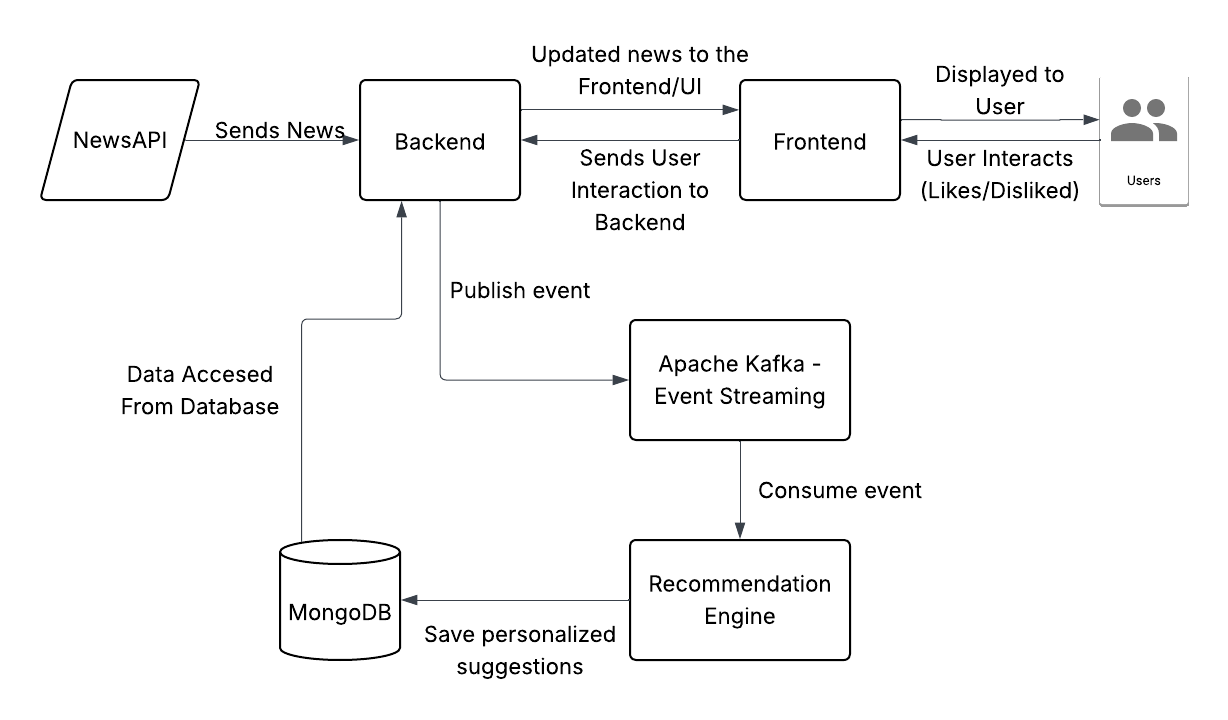 Updated news to the
Frontend/UI
Displayed to
User
NewsAPI
Sends News
Backend
Frontend
Sends User
Interaction to
Backend
User Interacts
(Likes/Disliked)
Users
Publish event
Apache Kafka -
Event Streaming
Data Accesed
From Database
Consume event
Recommendation
Engine
MongoDB
Save personalized
suggestions